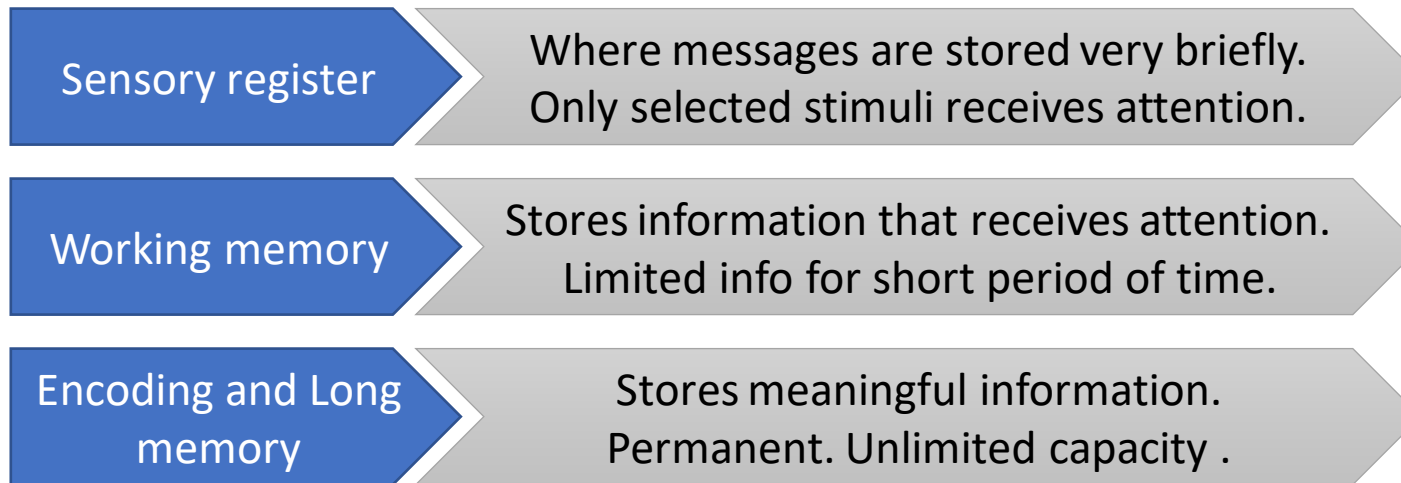 Sensory register
Where messages are stored very briefly.
Only selected stimuli receives attention.
Working memory
Stores information that receives attention.
Limited info for short period of time.
Encoding and Long
memory
Stores meaningful information.
Permanent. Unlimited capacity .